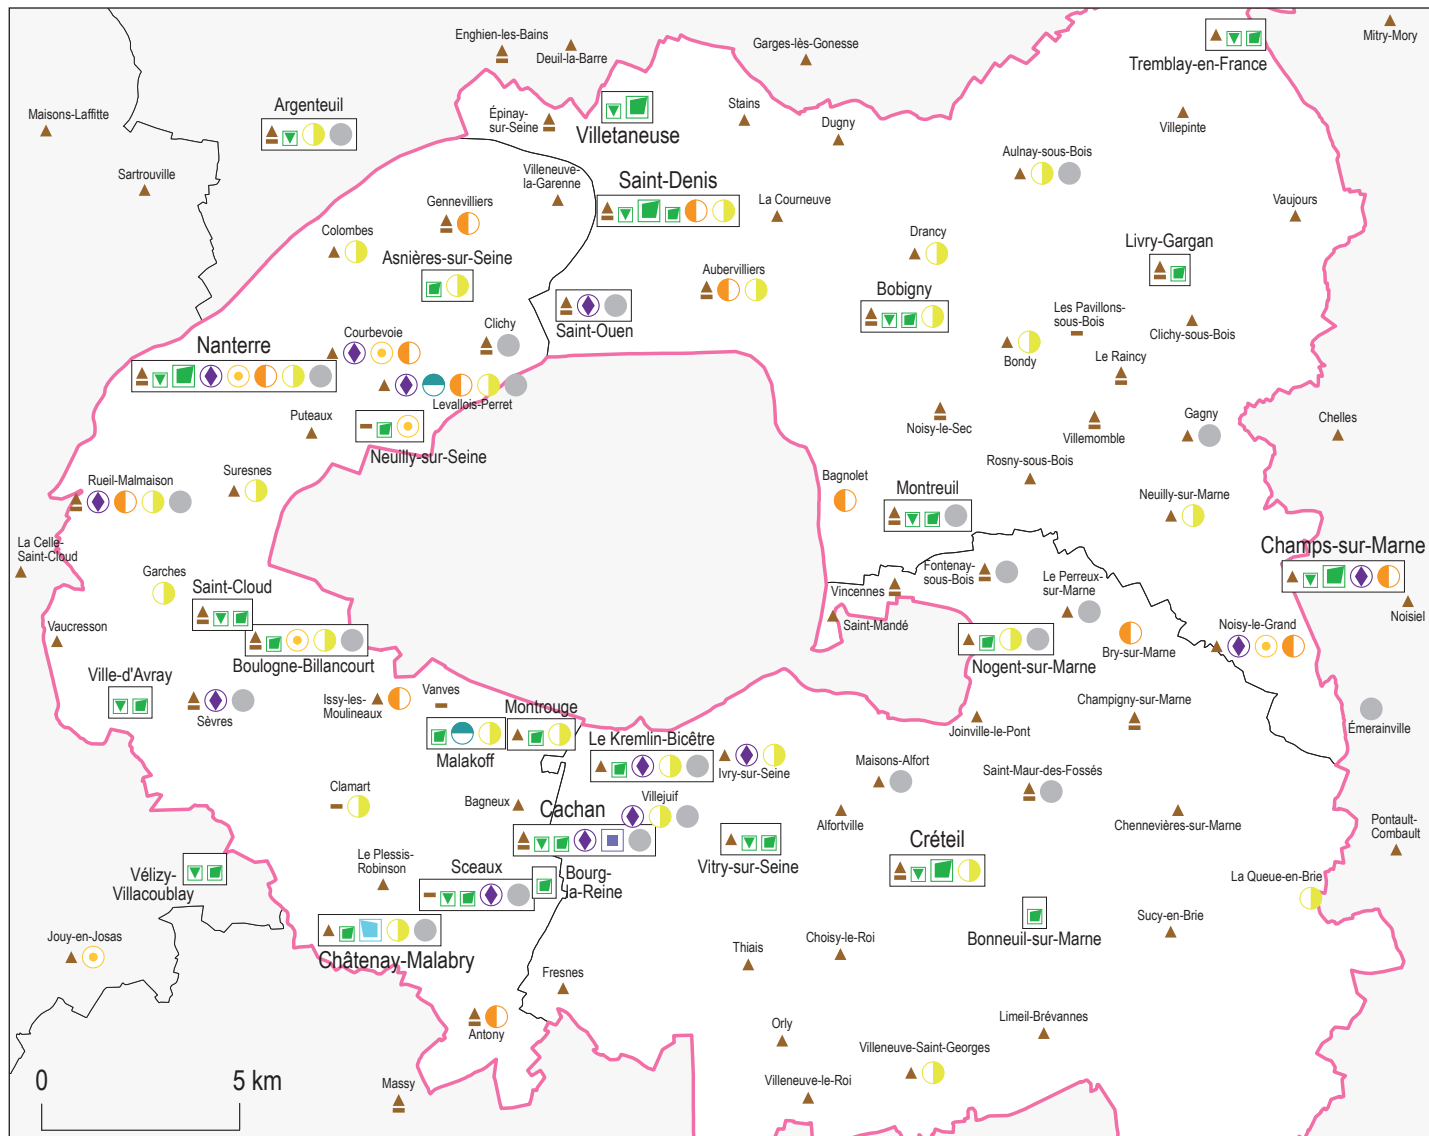 Enghien-les-Bains
Deuil-la-Barre
Garges-lès-Gonesse
Tremblay-en-France
Mitry-Mory
Maisons-Laffitte
Argenteuil
Épinay-
sur-Seine
Villetaneuse
Stains
Dugny
Villepinte
Sartrouville
Villeneuve-
la-Garenne
Saint-Denis
Aulnay-sous-Bois
La Courneuve
Vaujours
Gennevilliers
Colombes
Asnières-sur-Seine
Drancy
Livry-Gargan
Aubervilliers
Bobigny
Saint-Ouen
Clichy
Courbevoie
Nanterre
Levallois-Perret
Les Pavillons-
sous-Bois
Clichy-sous-Bois
Bondy
Le Raincy
Puteaux
Neuilly-sur-Seine
Noisy-le-Sec
Villemomble
Gagny
Chelles
Rosny-sous-Bois
Bagnolet
Montreuil
Neuilly-sur-Marne
Suresnes
Rueil-Malmaison
La Celle-
Saint-Cloud
Champs-sur-Marne
Garches
Saint-Cloud
Vincennes
Fontenay-
sous-Bois
Le Perreux-
sur-Marne
Noisiel
Saint-Mandé
Vaucresson
Boulogne-Billancourt
Nogent-sur-Marne
Bry-sur-Marne
Noisy-le-Grand
Ville-d'Avray
Sèvres
Issy-les-
Moulineaux
Vanves
Montrouge
Malakoff
Le Kremlin-Bicêtre
Ivry-sur-Seine
Joinville-le-Pont
Champigny-sur-Marne
Émerainville
Maisons-Alfort
Saint-Maur-des-Fossés
Clamart
Bagneux
Cachan
Villejuif
Alfortville
Chennevières-sur-Marne
Pontault-
Combault
Vélizy-
Villacoublay
Le Plessis-
Robinson
Sceaux
Bourg-
la-Reine
Vitry-sur-Seine
Créteil
La Queue-en-Brie
Jouy-en-Josas
Châtenay-Malabry
Thiais
Choisy-le-Roi
Bonneuil-sur-Marne
Sucy-en-Brie
Fresnes
Antony
Orly
Limeil-Brévannes
Villeneuve-Saint-Georges
Massy
Villeneuve-le-Roi
0 5 km